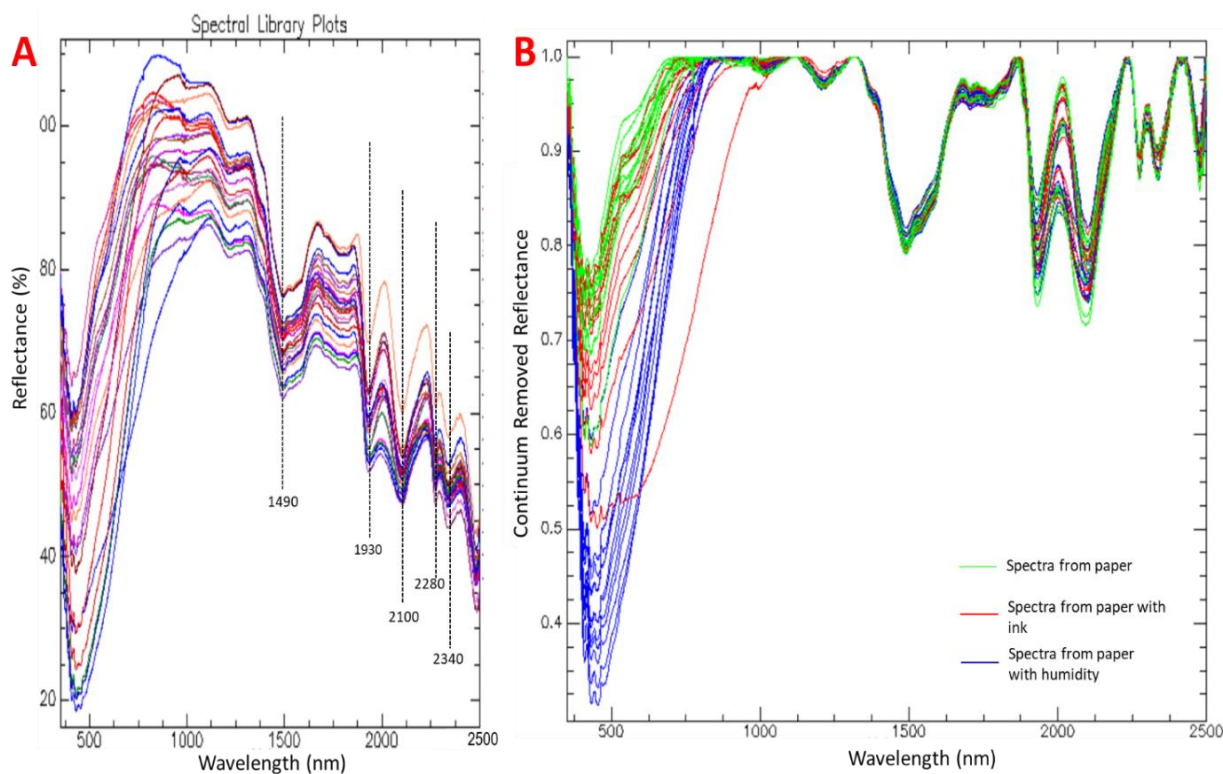 Spectral Library Plots
A
B
Reflectance (%)
00
80
60
40
20
1490
1930
2100
2280
2340
500
1000
1500
2000
2500
Wavelength (nm)
Continuum Removed Reflectance
1.0
0.9
0.8
0.7
0.6
0.5
0.4
Spectra from paper
Spectra from paper with
ink
Spectra from paper
with humidity
500
1000
1500
2000
2500
Wavelength (nm)